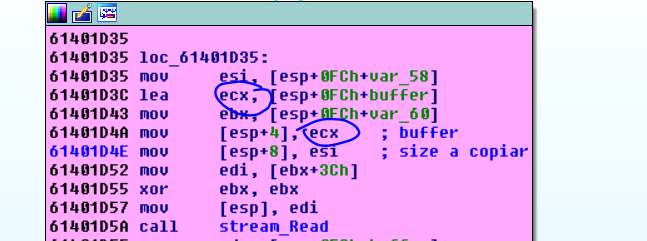 61401D35
61401D35 loc_61401D35:
61401D35 mov esi, [esp+0FCh+var_58]
61401D3C lea ecx, [esp+0FCh+buffer]
61401D43 mov ebx, [esp+0FCh+var_60]
61401D4A mov [esp+4], ecx ; buffer
61401D4E mov [esp+8], esi ; size a copiar
61401D52 mov edi, [ebx+3Ch]
61401D55 xor ebx, ebx
61401D57 mov [esp], edi
61401D5A call stream_Read